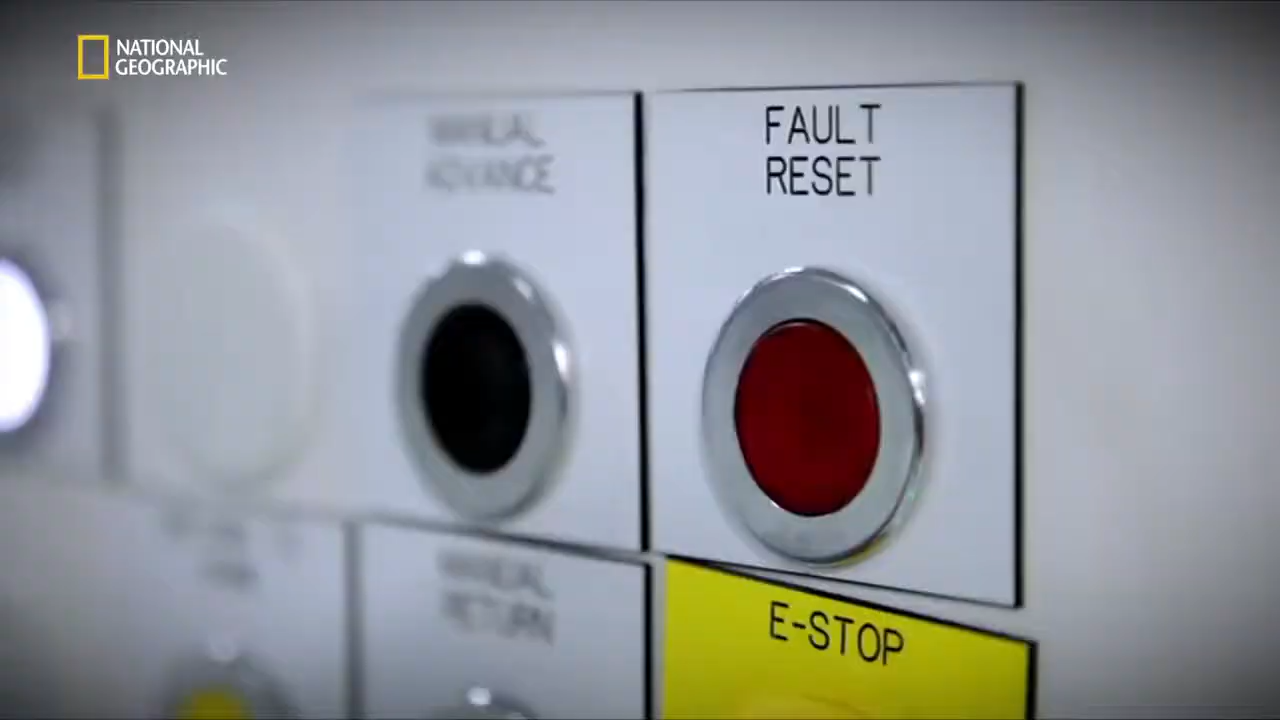 NATIONAL
GEOGRAPHIC
MANUAL
ADVANCE
FAULT
RESET
MANUAL
RETURN
E-STOP